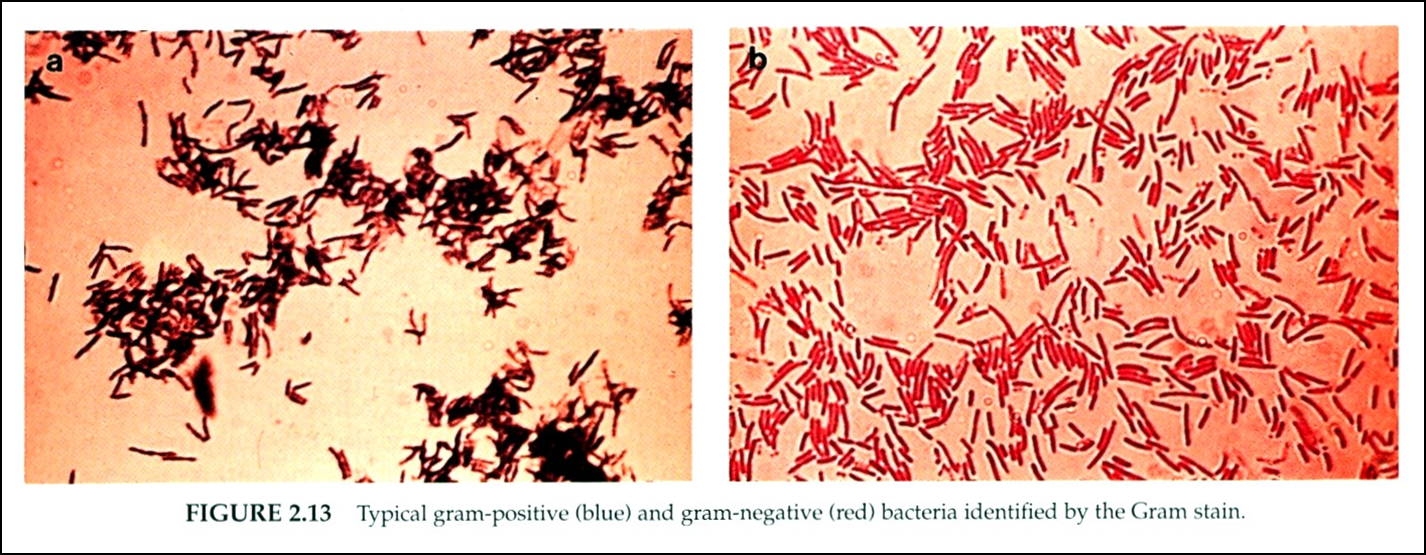 a
b
FIGURE 2.13 Typical gram-positive (blue) and gram-negative (red) bacteria identified by the Gram stain.